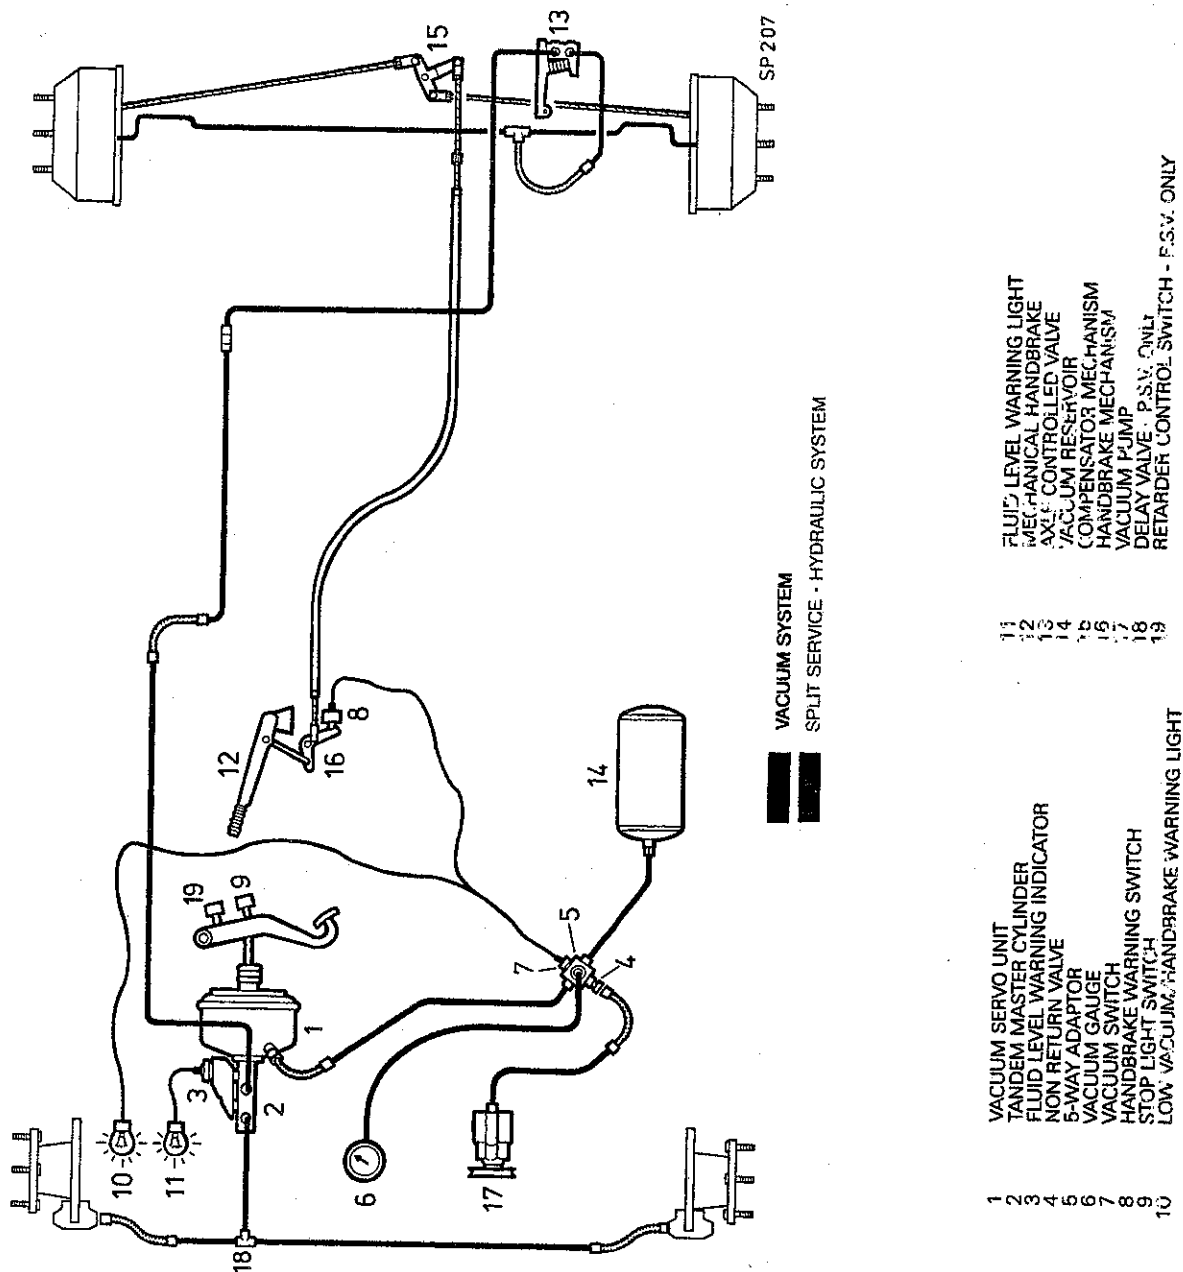 15
13
SP207
12
16
8
14
19
9
3
1
2
10
11
6
17
18
7
5
4
VACUUM SYSTEM
SPLIT SERVICE - HYDRAULIC SYSTEM
1 VACUUM SERVO UNIT
2 TANDEM MASTER CYLINDER
3 FLUID LEVEL WARNING INDICATOR
4 NON RETURN VALVE
5 5-WAY ADAPTOR
6 VACUUM GAUGE
7 VACUUM SWITCH
8 HANDBRAKE WARNING SWITCH
9 STOP LIGHT SWITCH
10 LOW VACUUM/HANDBRAKE WARNING LIGHT
11 FLUID LEVEL WARNING LIGHT
12 MECHANICAL HANDBRAKE
13 AXLE CONTROLLED VALVE
14 VACUUM RESERVOIR
15 COMPENSATOR MECHANISM
16 HANDBRAKE MECHANISM
17 VACUUM PUMP
18 DELAY VALVE - P.S.V. ONLY
19 RETARDER CONTROL SWITCH - P.S.V. ONLY